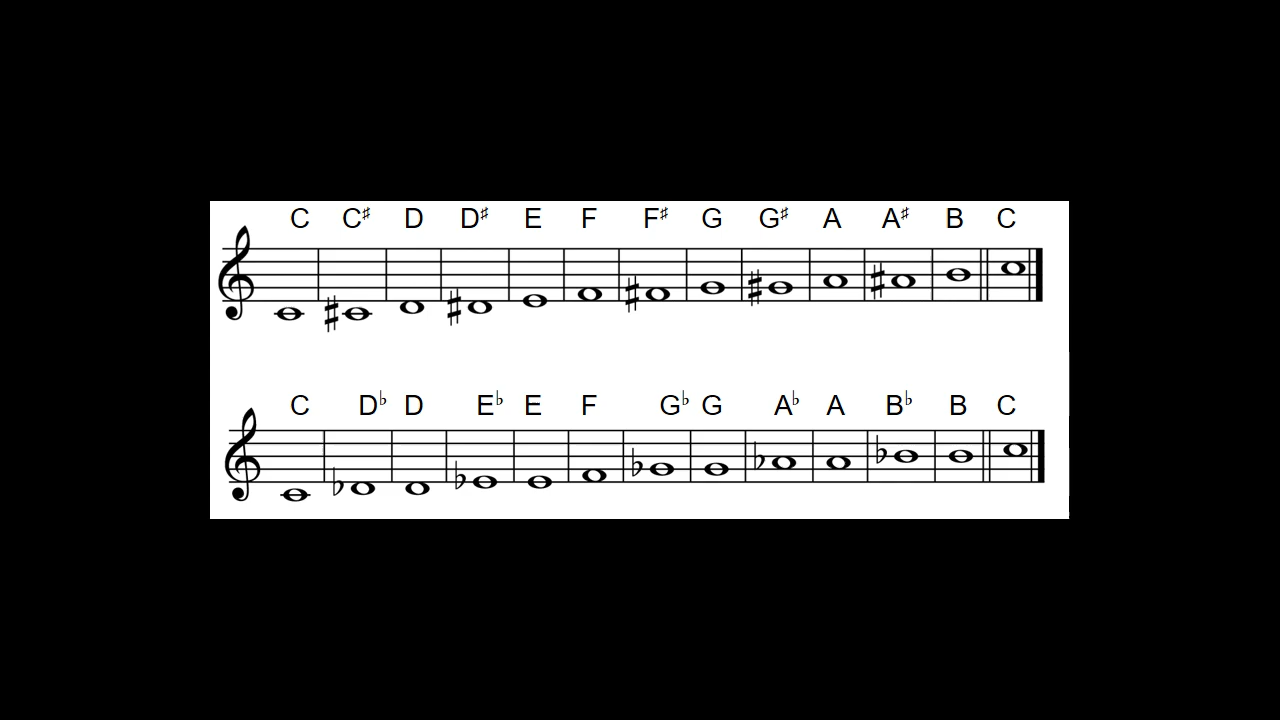 C C♯ D D♯ E F F♯ G G♯ A A♯ B C
C D♭ D E♭ E F G♭ G A♭ A B♭ B C